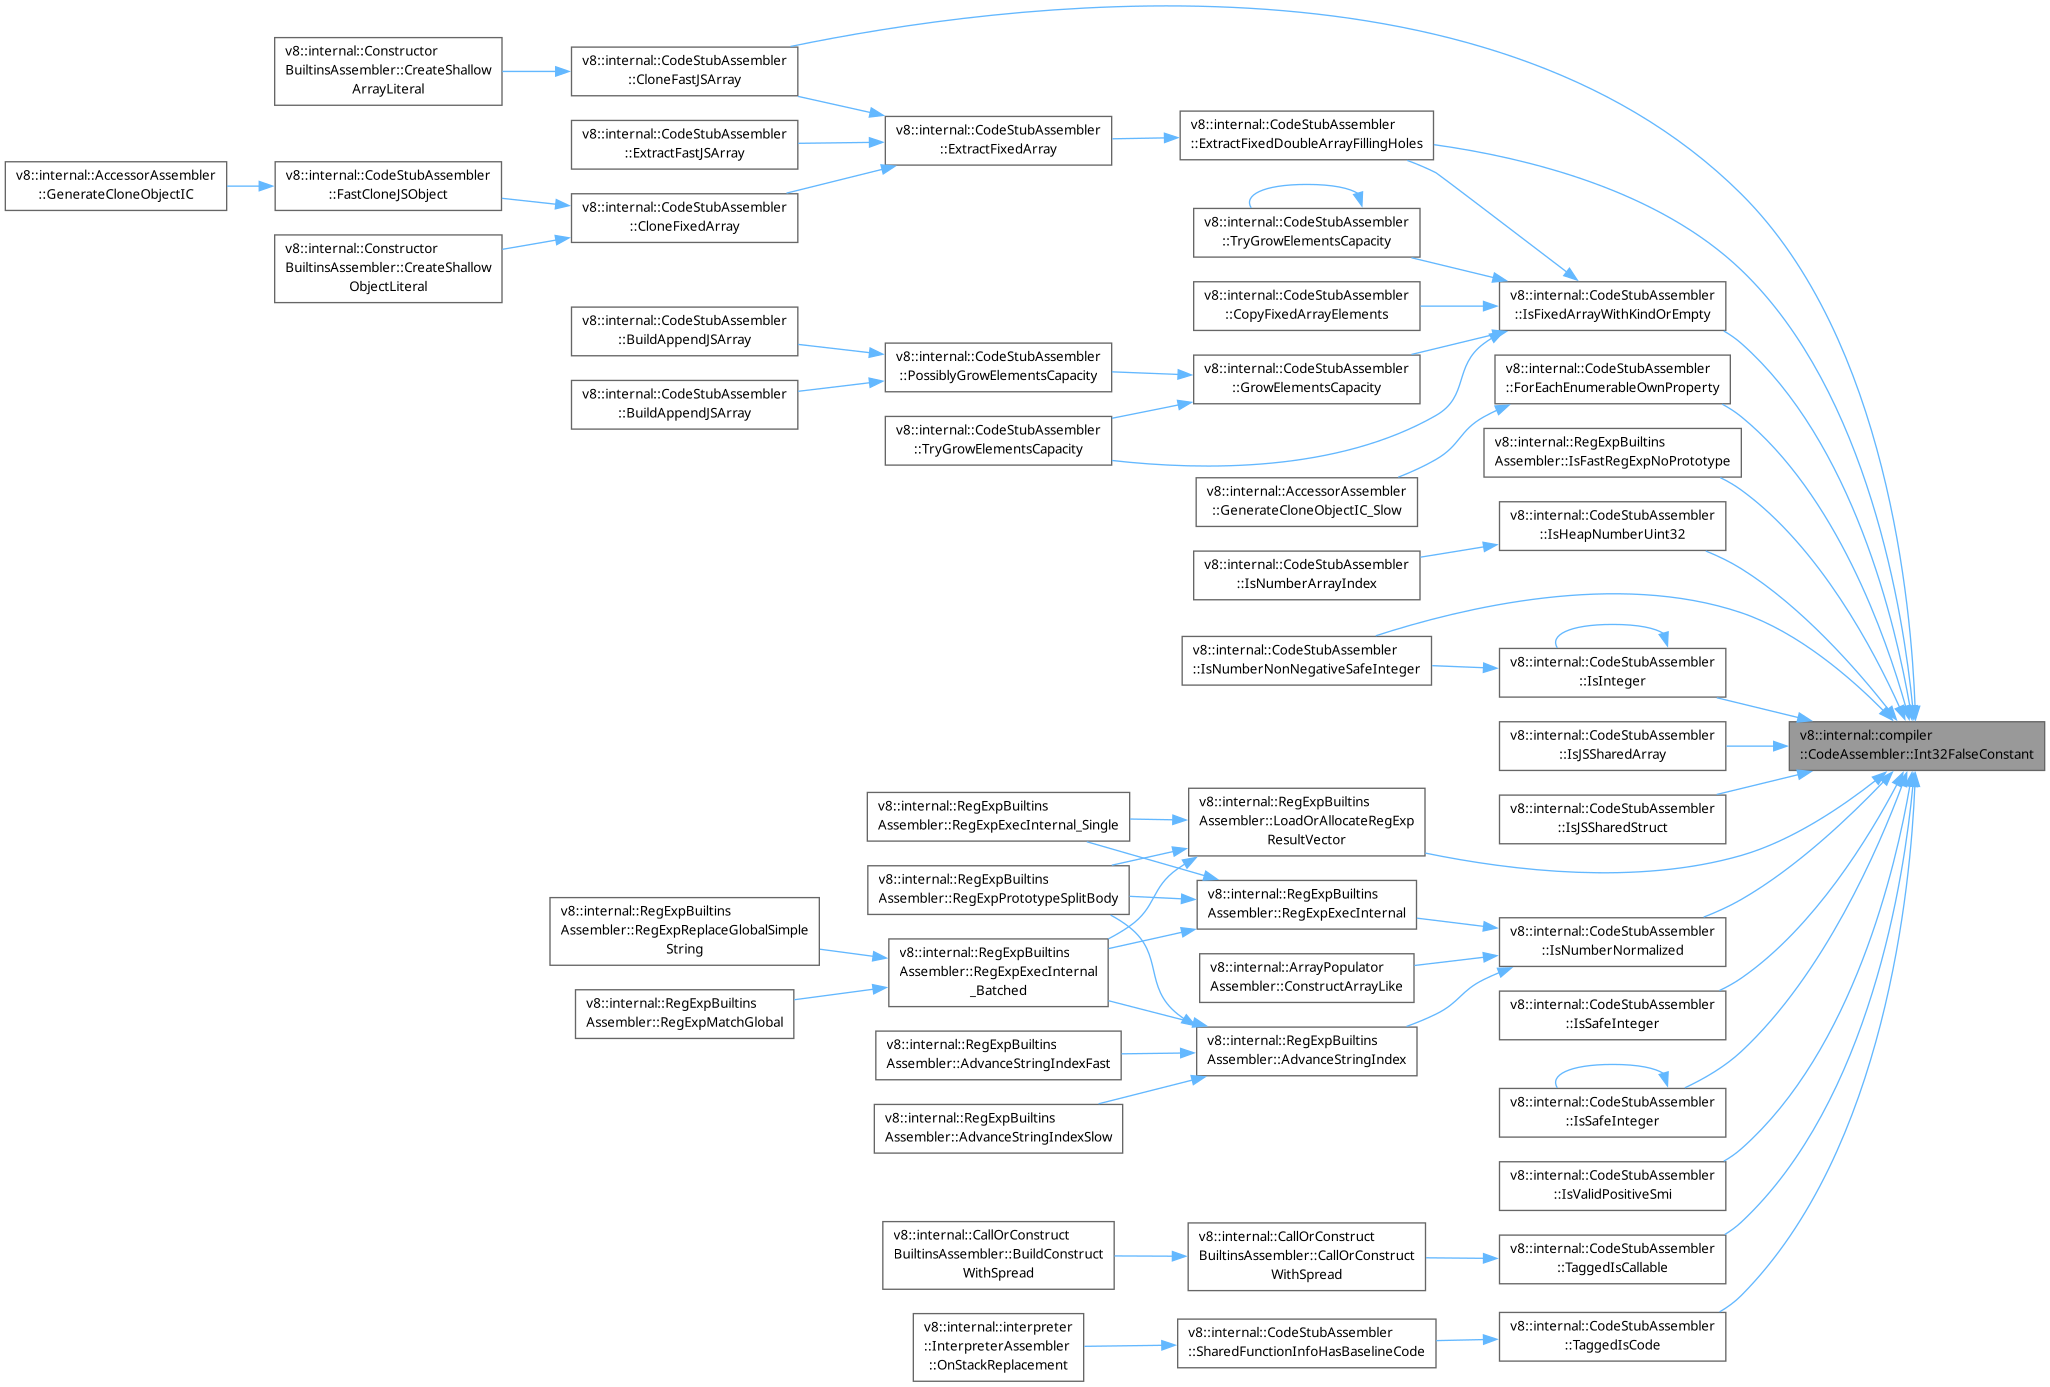 v8::internal::Constructor
BuiltinsAssembler::CreateShallow
ArrayLiteral
v8::internal::AccessorAssembler
::GenerateCloneObjectIC
v8::internal::CodeStubAssembler
::FastCloneJSObject
v8::internal::Constructor
BuiltinsAssembler::CreateShallow
ObjectLiteral
v8::internal::CodeStubAssembler
::CloneFastJSArray
v8::internal::CodeStubAssembler
::ExtractFastJSArray
v8::internal::CodeStubAssembler
::CloneFixedArray
v8::internal::CodeStubAssembler
::BuildAppendJSArray
v8::internal::CodeStubAssembler
::BuildAppendJSArray
v8::internal::RegExpBuiltins
Assembler::RegExpReplaceGlobalSimple
String
v8::internal::RegExpBuiltins
Assembler::RegExpMatchGlobal
v8::internal::CodeStubAssembler
::ExtractFixedArray
v8::internal::CodeStubAssembler
::PossiblyGrowElementsCapacity
v8::internal::CodeStubAssembler
::TryGrowElementsCapacity
v8::internal::RegExpBuiltins
Assembler::RegExpExecInternal_Single
v8::internal::RegExpBuiltins
Assembler::RegExpPrototypeSplitBody
v8::internal::RegExpBuiltins
Assembler::RegExpExecInternal
_Batched
v8::internal::RegExpBuiltins
Assembler::AdvanceStringIndexFast
v8::internal::RegExpBuiltins
Assembler::AdvanceStringIndexSlow
v8::internal::CallOrConstruct
BuiltinsAssembler::BuildConstruct
WithSpread
v8::internal::interpreter
::InterpreterAssembler
::OnStackReplacement
v8::internal::CodeStubAssembler
::ExtractFixedDoubleArrayFillingHoles
v8::internal::CodeStubAssembler
::TryGrowElementsCapacity
v8::internal::CodeStubAssembler
::CopyFixedArrayElements
v8::internal::CodeStubAssembler
::GrowElementsCapacity
v8::internal::AccessorAssembler
::GenerateCloneObjectIC_Slow
v8::internal::CodeStubAssembler
::IsNumberArrayIndex
v8::internal::CodeStubAssembler
::IsNumberNonNegativeSafeInteger
v8::internal::RegExpBuiltins
Assembler::LoadOrAllocateRegExp
ResultVector
v8::internal::RegExpBuiltins
Assembler::RegExpExecInternal
v8::internal::ArrayPopulator
Assembler::ConstructArrayLike
v8::internal::RegExpBuiltins
Assembler::AdvanceStringIndex
v8::internal::CallOrConstruct
BuiltinsAssembler::CallOrConstruct
WithSpread
v8::internal::CodeStubAssembler
::SharedFunctionInfoHasBaselineCode
v8::internal::CodeStubAssembler
::IsFixedArrayWithKindOrEmpty
v8::internal::CodeStubAssembler
::ForEachEnumerableOwnProperty
v8::internal::RegExpBuiltins
Assembler::IsFastRegExpNoPrototype
v8::internal::CodeStubAssembler
::IsHeapNumberUint32
v8::internal::CodeStubAssembler
::IsInteger
v8::internal::CodeStubAssembler
::IsJSSharedArray
v8::internal::CodeStubAssembler
::IsJSSharedStruct
v8::internal::CodeStubAssembler
::IsNumberNormalized
v8::internal::CodeStubAssembler
::IsSafeInteger
v8::internal::CodeStubAssembler
::IsSafeInteger
v8::internal::CodeStubAssembler
::IsValidPositiveSmi
v8::internal::CodeStubAssembler
::TaggedIsCallable
v8::internal::CodeStubAssembler
::TaggedIsCode
v8::internal::compiler
::CodeAssembler::Int32FalseConstant